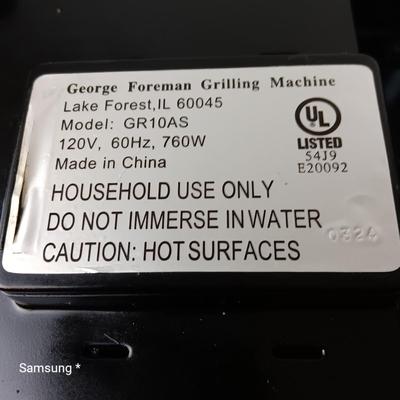 George Foreman Grilling Machine
Lake Forest,IL 60045
Model: GR10AS
120V, 60Hz, 760W
Made in China
UL
LISTED
54J9
E20092
HOUSEHOLD USE ONLY
DO NOT IMMERSE IN WATER
CAUTION: HOT SURFACES
0324
Samsung *